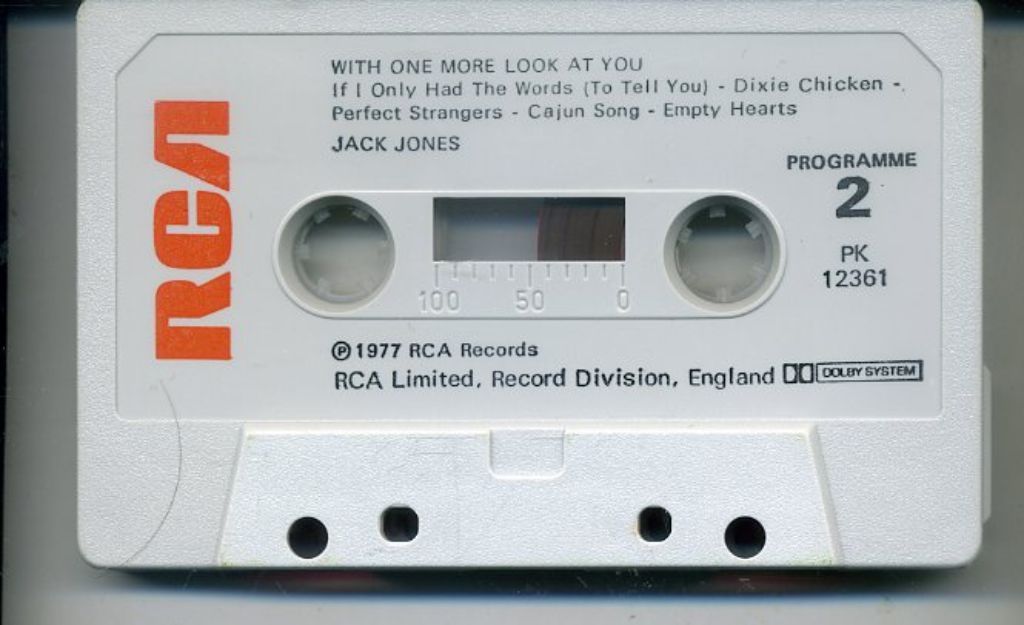 WITH ONE MORE LOOK AT YOU
If I Only Had The Words (To Tell You) - Dixie Chicken -
Perfect Strangers - Cajun Song - Empty Hearts
JACK JONES
RCA
PROGRAMME
2
PK
12361
100 50 0
℗ 1977 RCA Records
RCA Limited, Record Division, England DOLBY SYSTEM